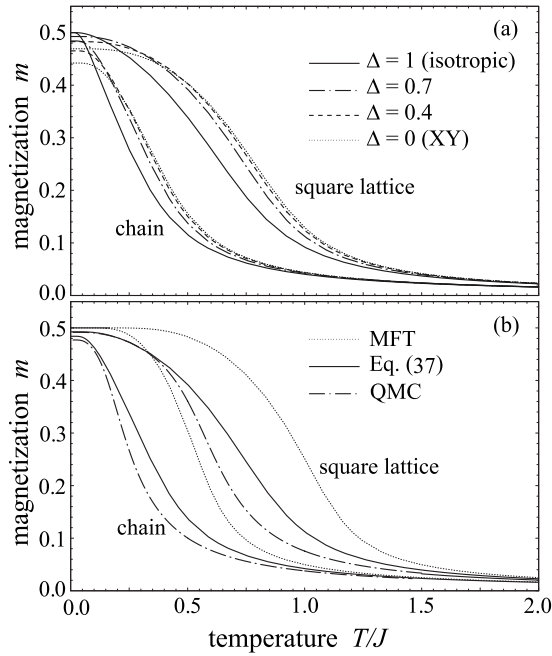 (a)
0.5
0.4
0.3
0.2
0.1
0.0
magnetization m
Δ = 1 (isotropic)
Δ = 0.7
Δ = 0.4
Δ = 0 (XY)
square lattice
chain
(b)
0.5
0.4
0.3
0.2
0.1
0.0
magnetization m
MFT
Eq. (37)
QMC
square lattice
chain
0.0 0.5 1.0 1.5 2.0
temperature T/J